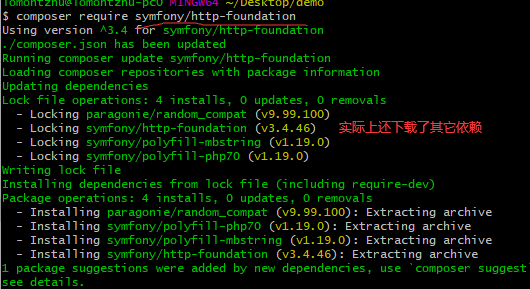 Tomontzhu@Tomontzhu-pc0 MINGW64 ~/Desktop/demo
$ composer require symfony/http-foundation
Using version ^3.4 for symfony/http-foundation
./composer.json has been updated
Running composer update symfony/http-foundation
Loading composer repositories with package information
Updating dependencies
Lock file operations: 4 installs, 0 updates, 0 removals
- Locking paragonie/random_compat (v9.99.100)
- Locking symfony/http-foundation (v3.4.46) 实际上还下载了其它依赖
- Locking symfony/polyfill-mbstring (v1.19.0)
- Locking symfony/polyfill-php70 (v1.19.0)
Writing lock file
Installing dependencies from lock file (including require-dev)
Package operations: 4 installs, 0 updates, 0 removals
- Installing paragonie/random_compat (v9.99.100): Extracting archive
- Installing symfony/polyfill-php70 (v1.19.0): Extracting archive
- Installing symfony/polyfill-mbstring (v1.19.0): Extracting archive
- Installing symfony/http-foundation (v3.4.46): Extracting archive
1 package suggestions were added by new dependencies, use `composer suggest
see details.